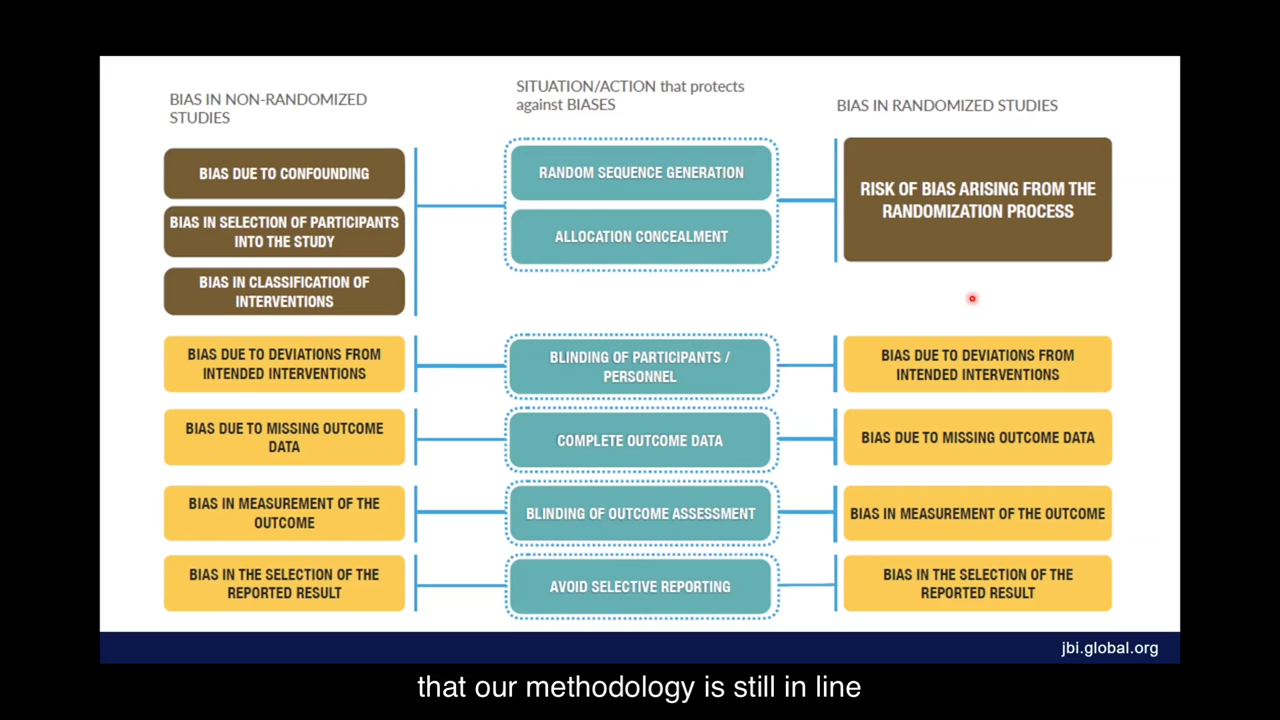 BIAS IN NON-RANDOMIZED
STUDIES
SITUATION/ACTION that protects
against BIASES
BIAS IN RANDOMIZED STUDIES
BIAS DUE TO CONFOUNDING
BIAS IN SELECTION OF PARTICIPANTS
INTO THE STUDY
BIAS IN CLASSIFICATION OF
INTERVENTIONS
RANDOM SEQUENCE GENERATION
ALLOCATION CONCEALMENT
RISK OF BIAS ARISING FROM THE
RANDOMIZATION PROCESS
BIAS DUE TO DEVIATIONS FROM
INTENDED INTERVENTIONS
BLINDING OF PARTICIPANTS /
PERSONNEL
BIAS DUE TO DEVIATIONS FROM
INTENDED INTERVENTIONS
BIAS DUE TO MISSING OUTCOME
DATA
COMPLETE OUTCOME DATA
BIAS DUE TO MISSING OUTCOME DATA
BIAS IN MEASUREMENT OF THE
OUTCOME
BLINDING OF OUTCOME ASSESSMENT
BIAS IN MEASUREMENT OF THE OUTCOME
BIAS IN THE SELECTION OF THE
REPORTED RESULT
AVOID SELECTIVE REPORTING
BIAS IN THE SELECTION OF THE
REPORTED RESULT
jbi.global.org
that our methodology is still in line